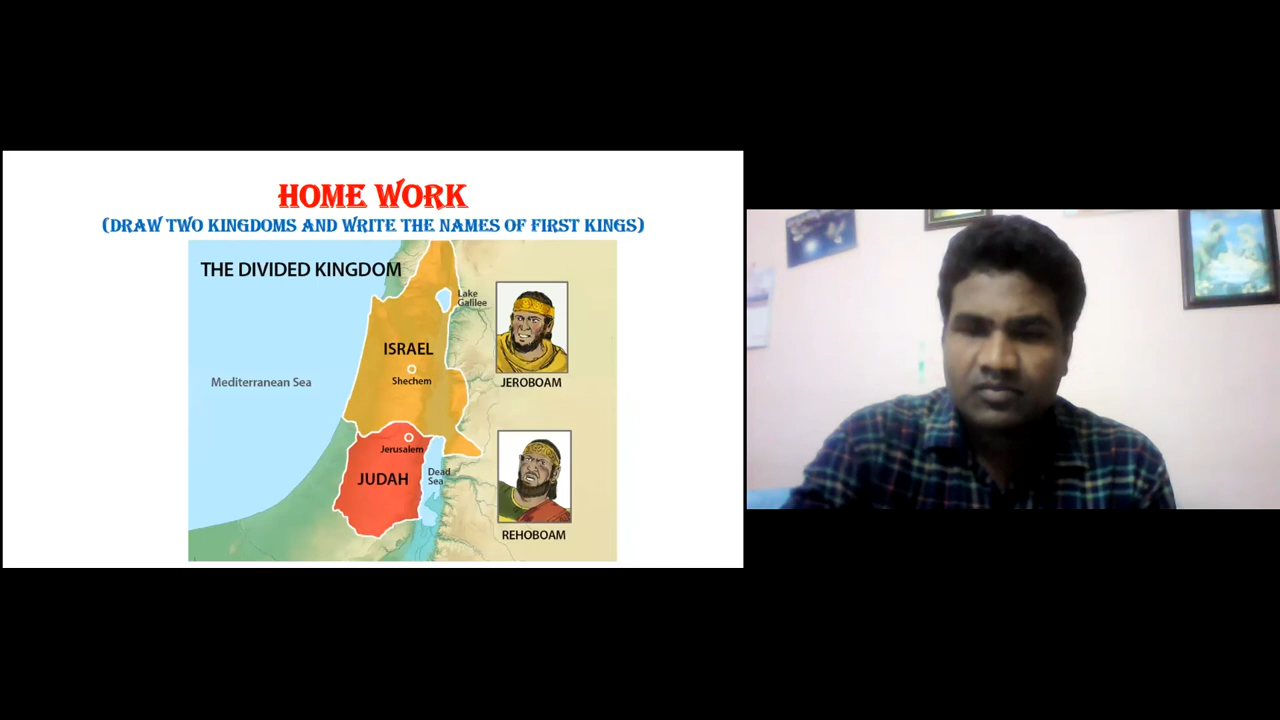 HOME WORK
(DRAW TWO KINGDOMS AND WRITE THE NAMES OF FIRST KINGS)
THE DIVIDED KINGDOM
Lake
Galilee
ISRAEL
Shechem
Mediterranean Sea
JEROBOAM
Jerusalem
JUDAH
Dead
Sea
REHOBOAM